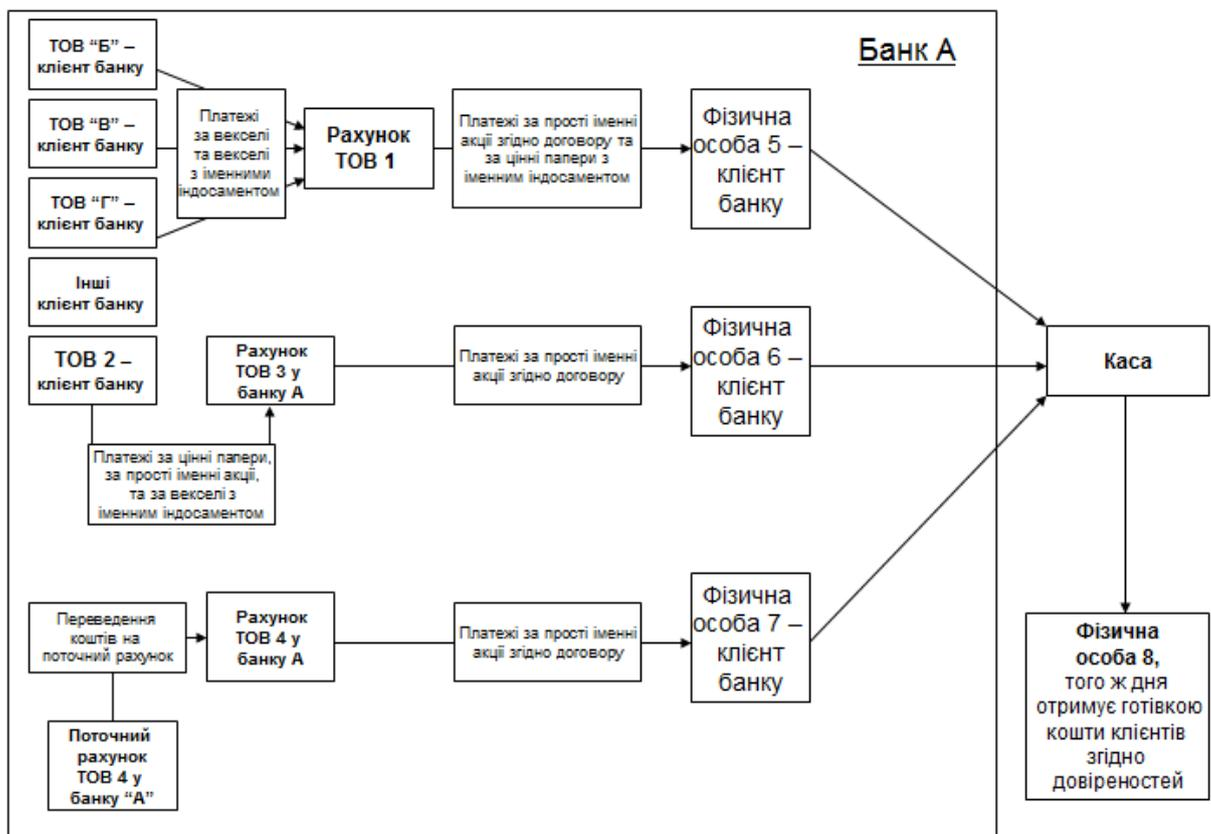 Банк А
ТОВ “Б” –
клієнт банку
ТОВ “В” –
клієнт банку
ТОВ “Г” –
клієнт банку
Інші
клієнт банку
ТОВ 2 –
клієнт банку
Платежі
за векселі
та векселі
з іменними
індосаментом
Рахунок
ТОВ 1
Платежі за прості іменні
акції згідно договору та
за цінні папери з
іменним індосаментом
Фізична
особа 5 –
клієнт
банку
Рахунок
ТОВ 3 у
банку А
Платежі за прості іменні
акції згідно договору
Фізична
особа 6 –
клієнт
банку
Каса
Платежі за цінні папери,
за прості іменні акції,
та за векселі з
іменним індосаментом
Переведення
коштів на
поточний рахунок
Рахунок
ТОВ 4 у
банку А
Платежі за прості іменні
акції згідно договору
Фізична
особа 7 –
клієнт
банку
Поточний
рахунок
ТОВ 4 у
банку “А”
Фізична
особа 8,
того ж дня
отримує готівкою
кошти клієнтів
згідно
довіреностей